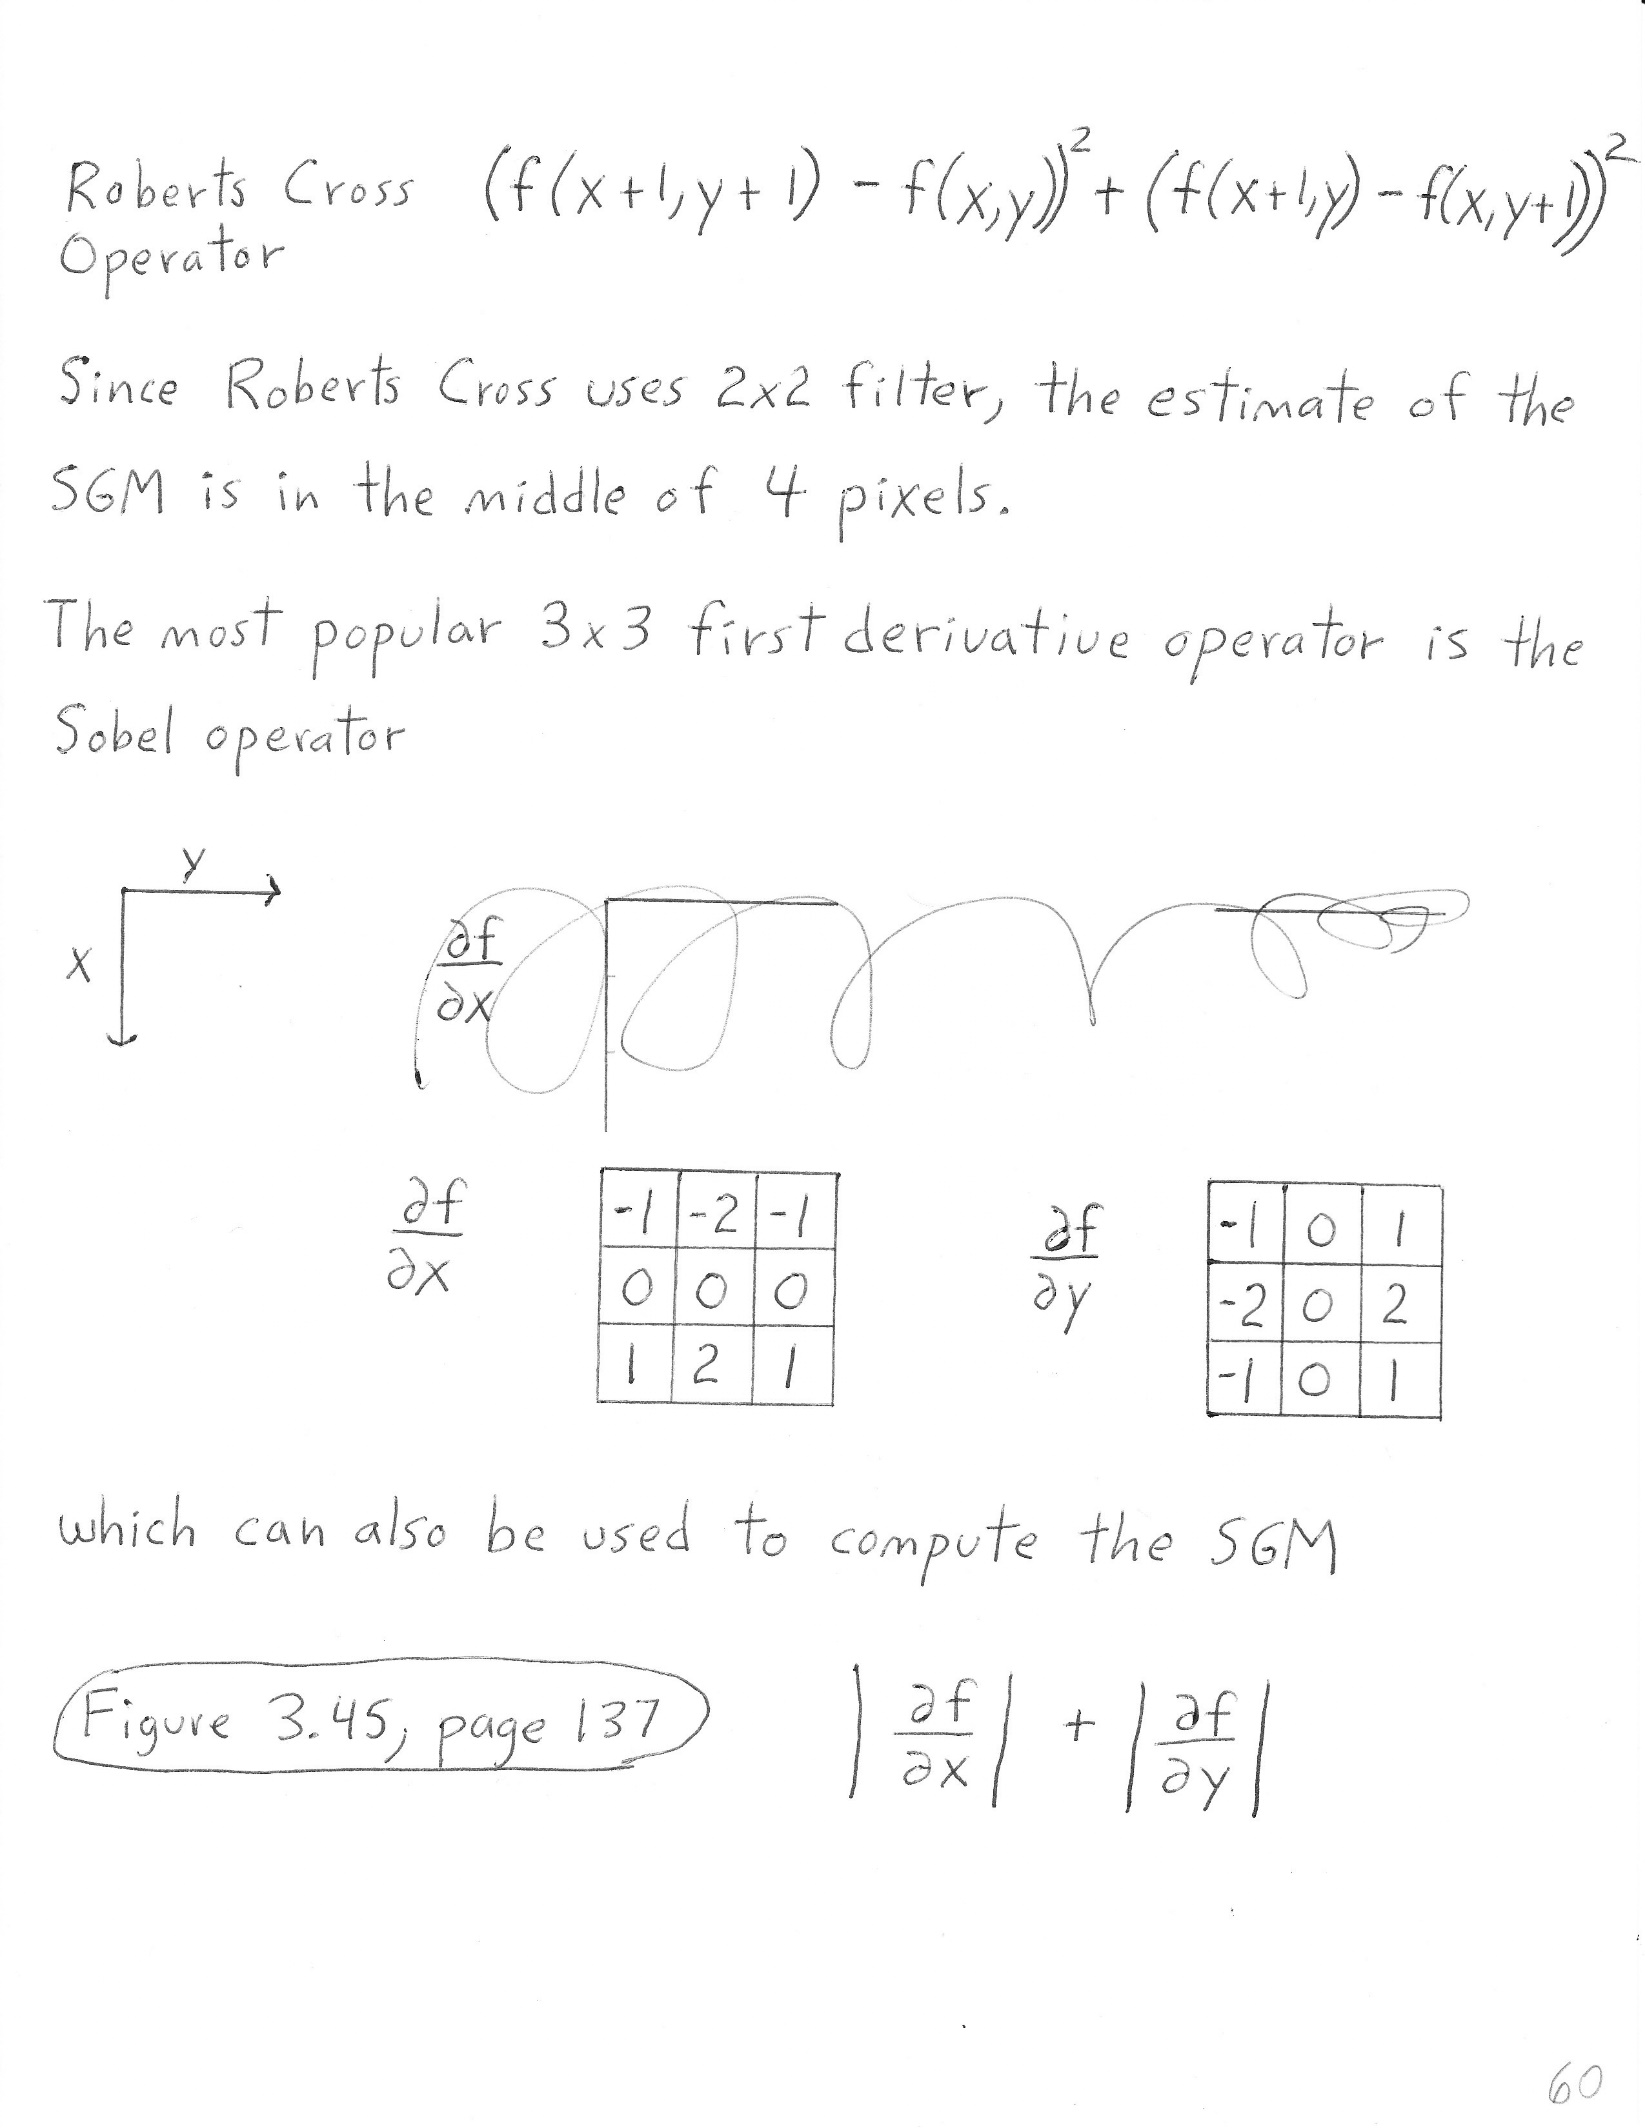 Roberts Cross (f(x+1,y+1) - f(x,y))² + (f(x+1,y) - f(x,y+1))²
Operator
Since Roberts Cross uses 2x2 filter, the estimate of the
SGM is in the middle of 4 pixels.
The most popular 3x3 first derivative operator is the
Sobel operator
y
x
∂f
∂x
∂f/∂x
-1 -2 -1
0 0 0
1 2 1
∂f/∂y
-1 0 1
-2 0 2
-1 0 1
which can also be used to compute the SGM
Figure 3.45, page 137 |∂f/∂x| + |∂f/∂y|
60